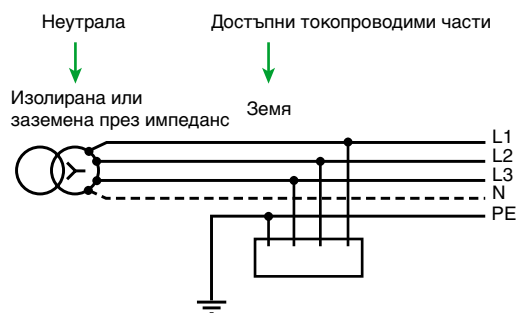 Неутрала
Достъпни токопроводими части
Изолирана или
заземена през импеданс
Земя
L1
L2
L3
N
PE